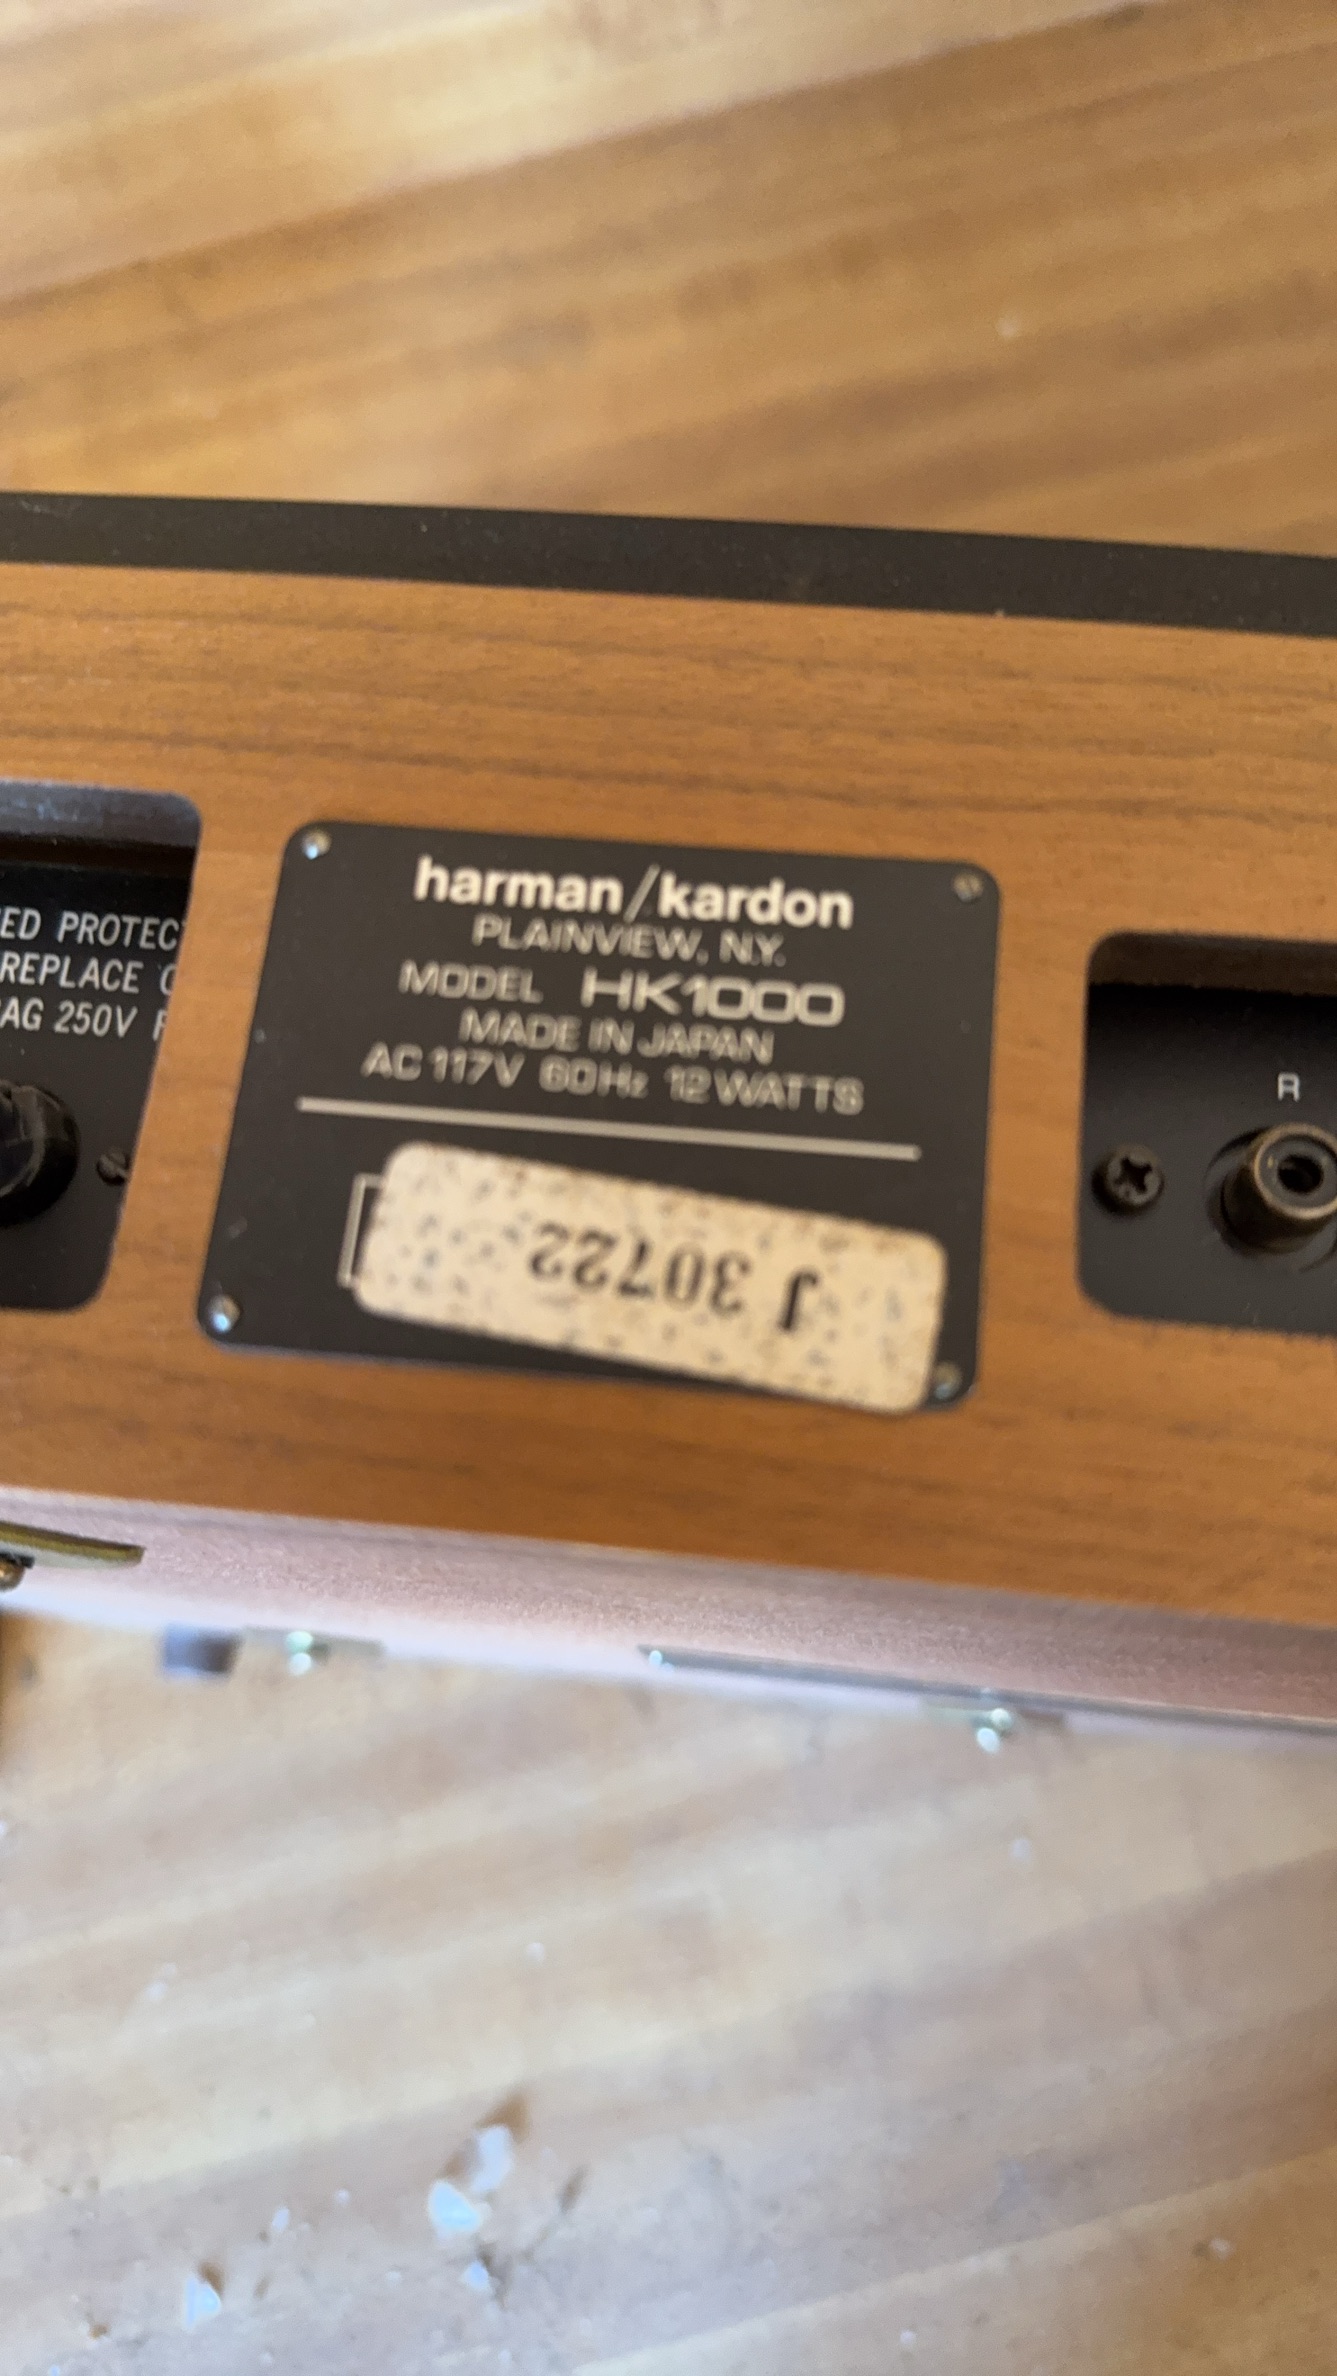 harman/kardon
PLAINVIEW, N.Y.
MODEL HK1000
MADE IN JAPAN
AC 117V 60Hz 12 WATTS
J 30722
ED PROTEC
REPLACE
AG 250V
R